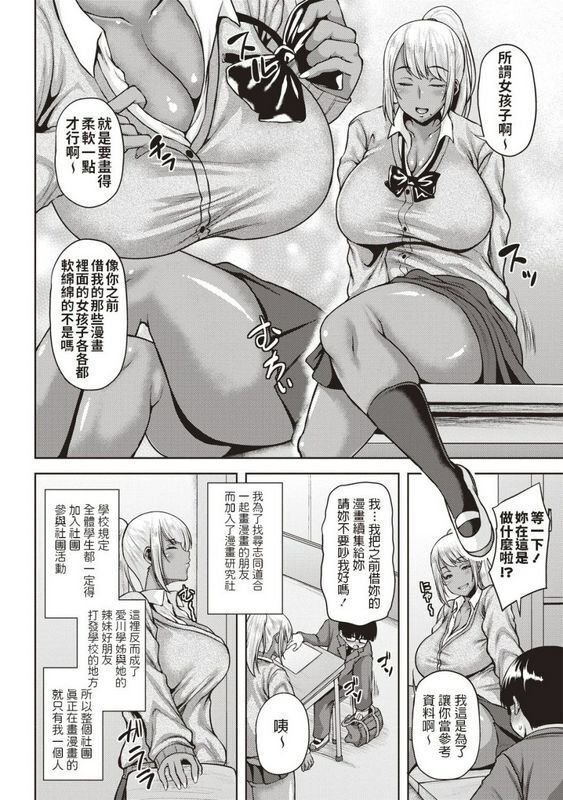 所謂女孩子啊～
就是要畫得
柔軟一點
才行啊～
スルッ
像你之前
借我的那些漫畫
裡面的女孩子各各都
軟綿綿的不是嗎
むちぃ
等一下！
妳在這是
做什麼啦!?
にゅ～
我這是為了
讓你當參考
資料啊～
我…我把之前借妳的
漫畫續集給妳
請妳不要吵我好嗎！
咦～
我為了找尋志同道合
一起畫漫畫的朋友
而加入了漫畫研究社
學校規定
全體學生都一定得
加入社團
參與社團活動
這裡反而成了
愛川學姊與她的
辣妹好朋友
打發學校的地方
所以整個社團
真正在畫漫畫的
就只有我一個人